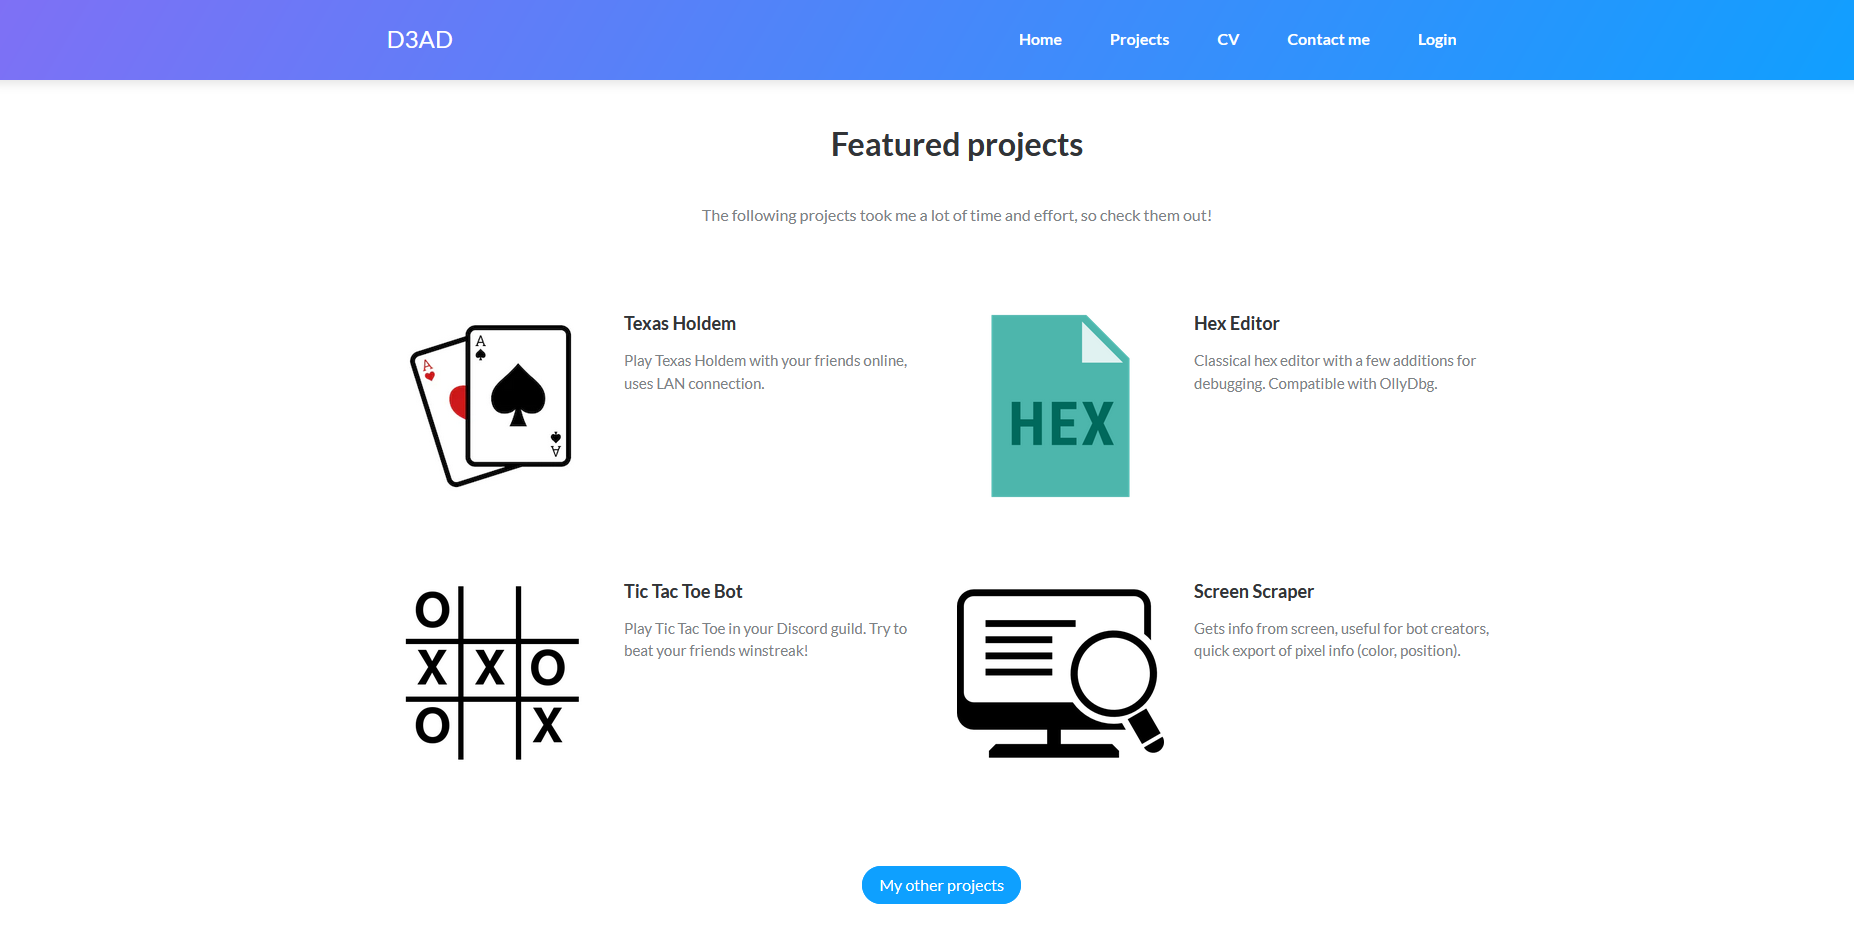 D3AD
Home Projects CV Contact me Login
Featured projects
The following projects took me a lot of time and effort, so check them out!
A
A
A
Texas Holdem
Play Texas Holdem with your friends online,
uses LAN connection.
HEX
Hex Editor
Classical hex editor with a few additions for
debugging. Compatible with OllyDbg.
O
X X O
O X
Tic Tac Toe Bot
Play Tic Tac Toe in your Discord guild. Try to
beat your friends winstreak!
Screen Scraper
Gets info from screen, useful for bot creators,
quick export of pixel info (color, position).
My other projects